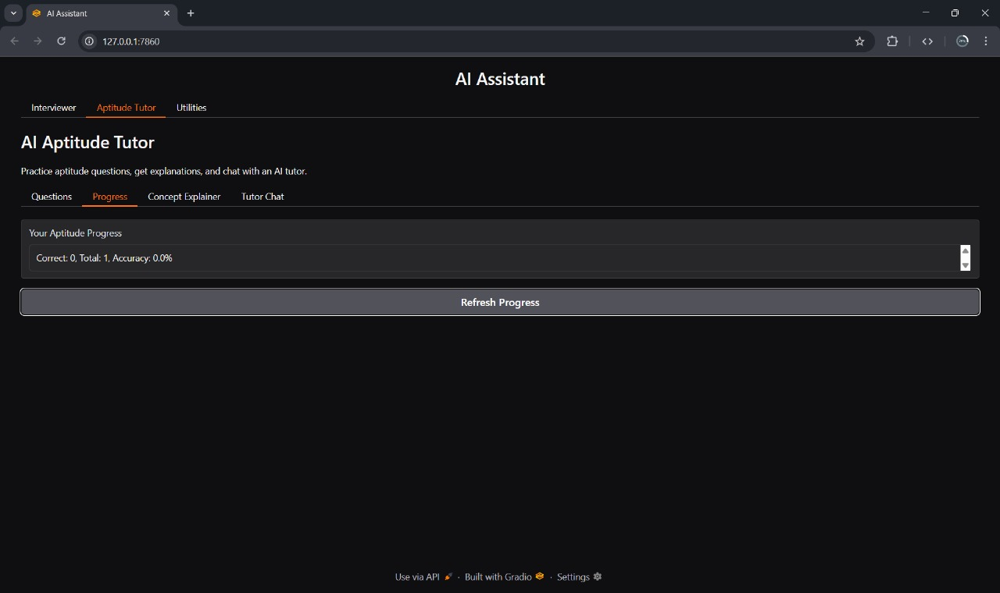 AI Assistant
127.0.0.1:7860
AI Assistant
Interviewer Aptitude Tutor Utilities
AI Aptitude Tutor
Practice aptitude questions, get explanations, and chat with an AI tutor.
Questions Progress Concept Explainer Tutor Chat
Your Aptitude Progress
Correct: 0, Total: 1, Accuracy: 0.0%
Refresh Progress
Use via API · Built with Gradio · Settings